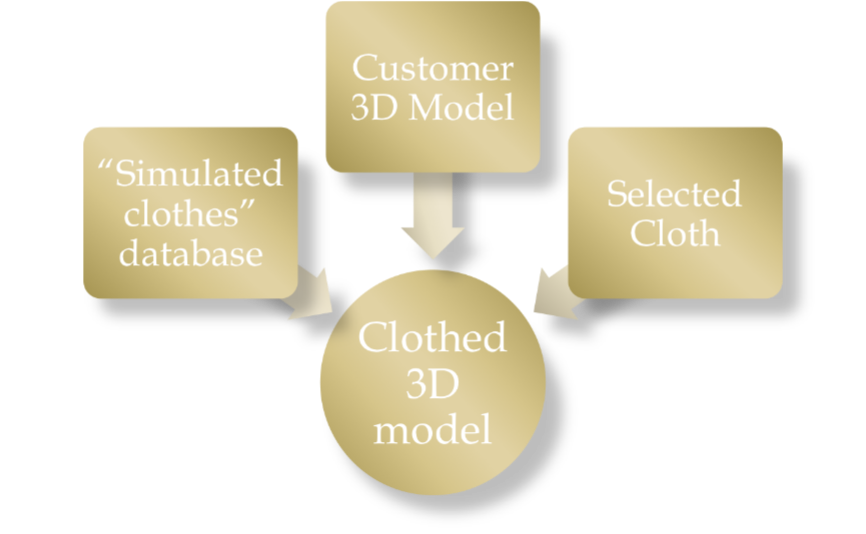 Customer
3D Model
“Simulated
clothes”
database
Selected
Cloth
Clothed
3D
model